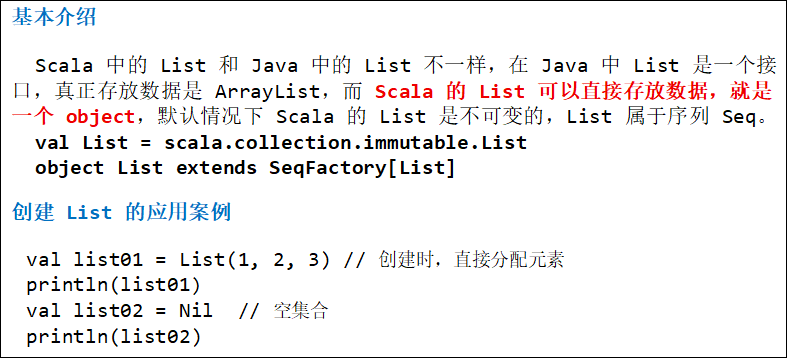 基本介绍
Scala 中的 List 和 Java 中的 List 不一样，在 Java 中 List 是一个接
口，真正存放数据是 ArrayList，而 Scala 的 List 可以直接存放数据，就是
一个 object，默认情况下 Scala 的 List 是不可变的，List 属于序列 Seq。
val List = scala.collection.immutable.List
object List extends SeqFactory[List]
创建 List 的应用案例
val list01 = List(1, 2, 3) // 创建时，直接分配元素
println(list01)
val list02 = Nil  // 空集合
println(list02)